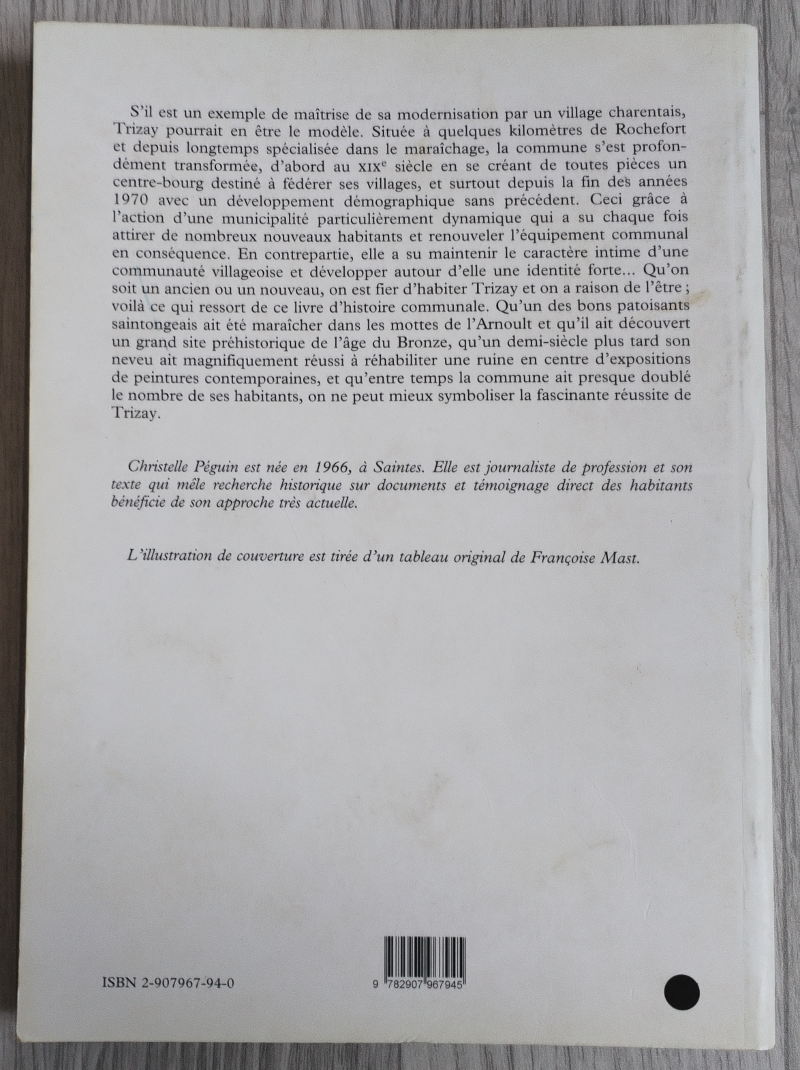 S'il est un exemple de maîtrise de sa modernisation par un village charentais,
Trizay pourrait en être le modèle. Située à quelques kilomètres de Rochefort
et depuis longtemps spécialisée dans le maraîchage, la commune s'est profon-
dément transformée, d'abord au XIXe siècle en se créant de toutes pièces un
centre-bourg destiné à fédérer ses villages, et surtout depuis la fin des années
1970 avec un développement démographique sans précédent. Ceci grâce à
l'action d'une municipalité particulièrement dynamique qui a su chaque fois
attirer de nombreux nouveaux habitants et renouveler l'équipement communal
en conséquence. En contrepartie, elle a su maintenir le caractère intime d'une
communauté villageoise et développer autour d'elle une identité forte... Qu'on
soit un ancien ou un nouveau, on est fier d'habiter Trizay et on a raison de l'être ;
voilà ce qui ressort de ce livre d'histoire communale. Qu'un des bons patoisants
saintongeais ait été maraîcher dans les mottes de l'Arnoult et qu'il ait découvert
un grand site préhistorique de l'âge du Bronze, qu'un demi-siècle plus tard son
neveu ait magnifiquement réussi à réhabiliter une ruine en centre d'expositions
de peintures contemporaines, et qu'entre temps la commune ait presque doublé
le nombre de ses habitants, on ne peut mieux symboliser la fascinante réussite de
Trizay.
Christelle Péguin est née en 1966, à Saintes. Elle est journaliste de profession et son
texte qui mêle recherche historique sur documents et témoignage direct des habitants
bénéficie de son approche très actuelle.
L'illustration de couverture est tirée d'un tableau original de Françoise Mast.
ISBN 2-907967-94-0
9 782907 967945